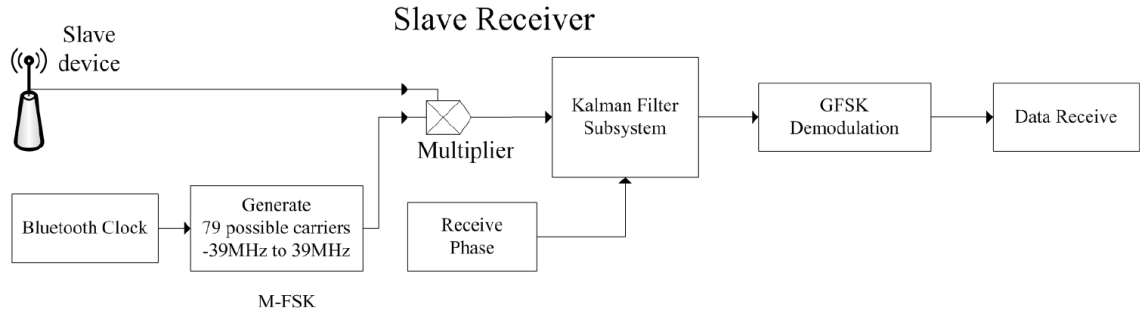 Slave Receiver
Slave
device
Multiplier
Kalman Filter
Subsystem
GFSK
Demodulation
Data Receive
Bluetooth Clock
Generate
79 possible carriers
-39MHz to 39MHz
Receive
Phase
M-FSK